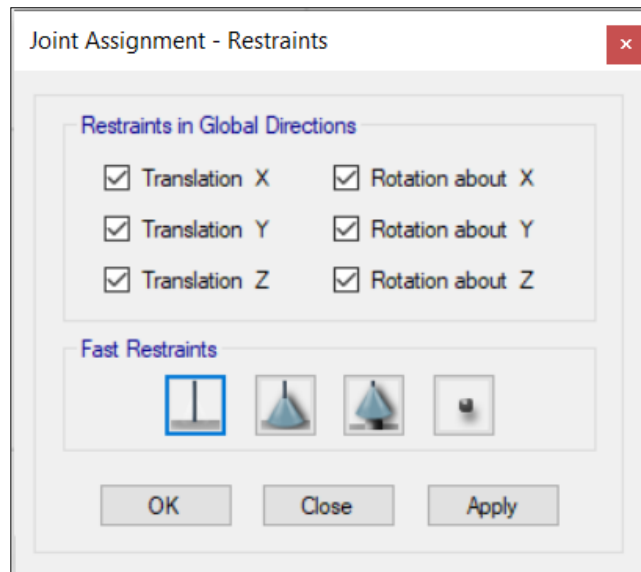 Joint Assignment - Restraints
Restraints in Global Directions
Translation X Rotation about X
Translation Y Rotation about Y
Translation Z Rotation about Z
Fast Restraints
OK Close Apply